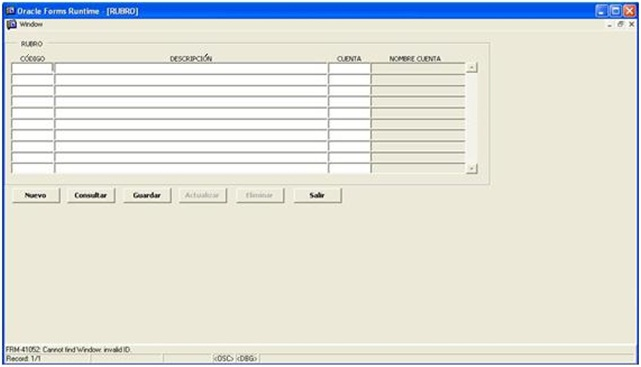 Oracle Forms Runtime - [RUBRO]
Window
RUBRO
CÓDIGO DESCRIPCIÓN CUENTA NOMBRE CUENTA
Nuevo Consultar Guardar Actualizar Eliminar Salir
FRM-41052: Cannot find Window: invalid ID.
Record: 1/1 <OSC> <DBG>